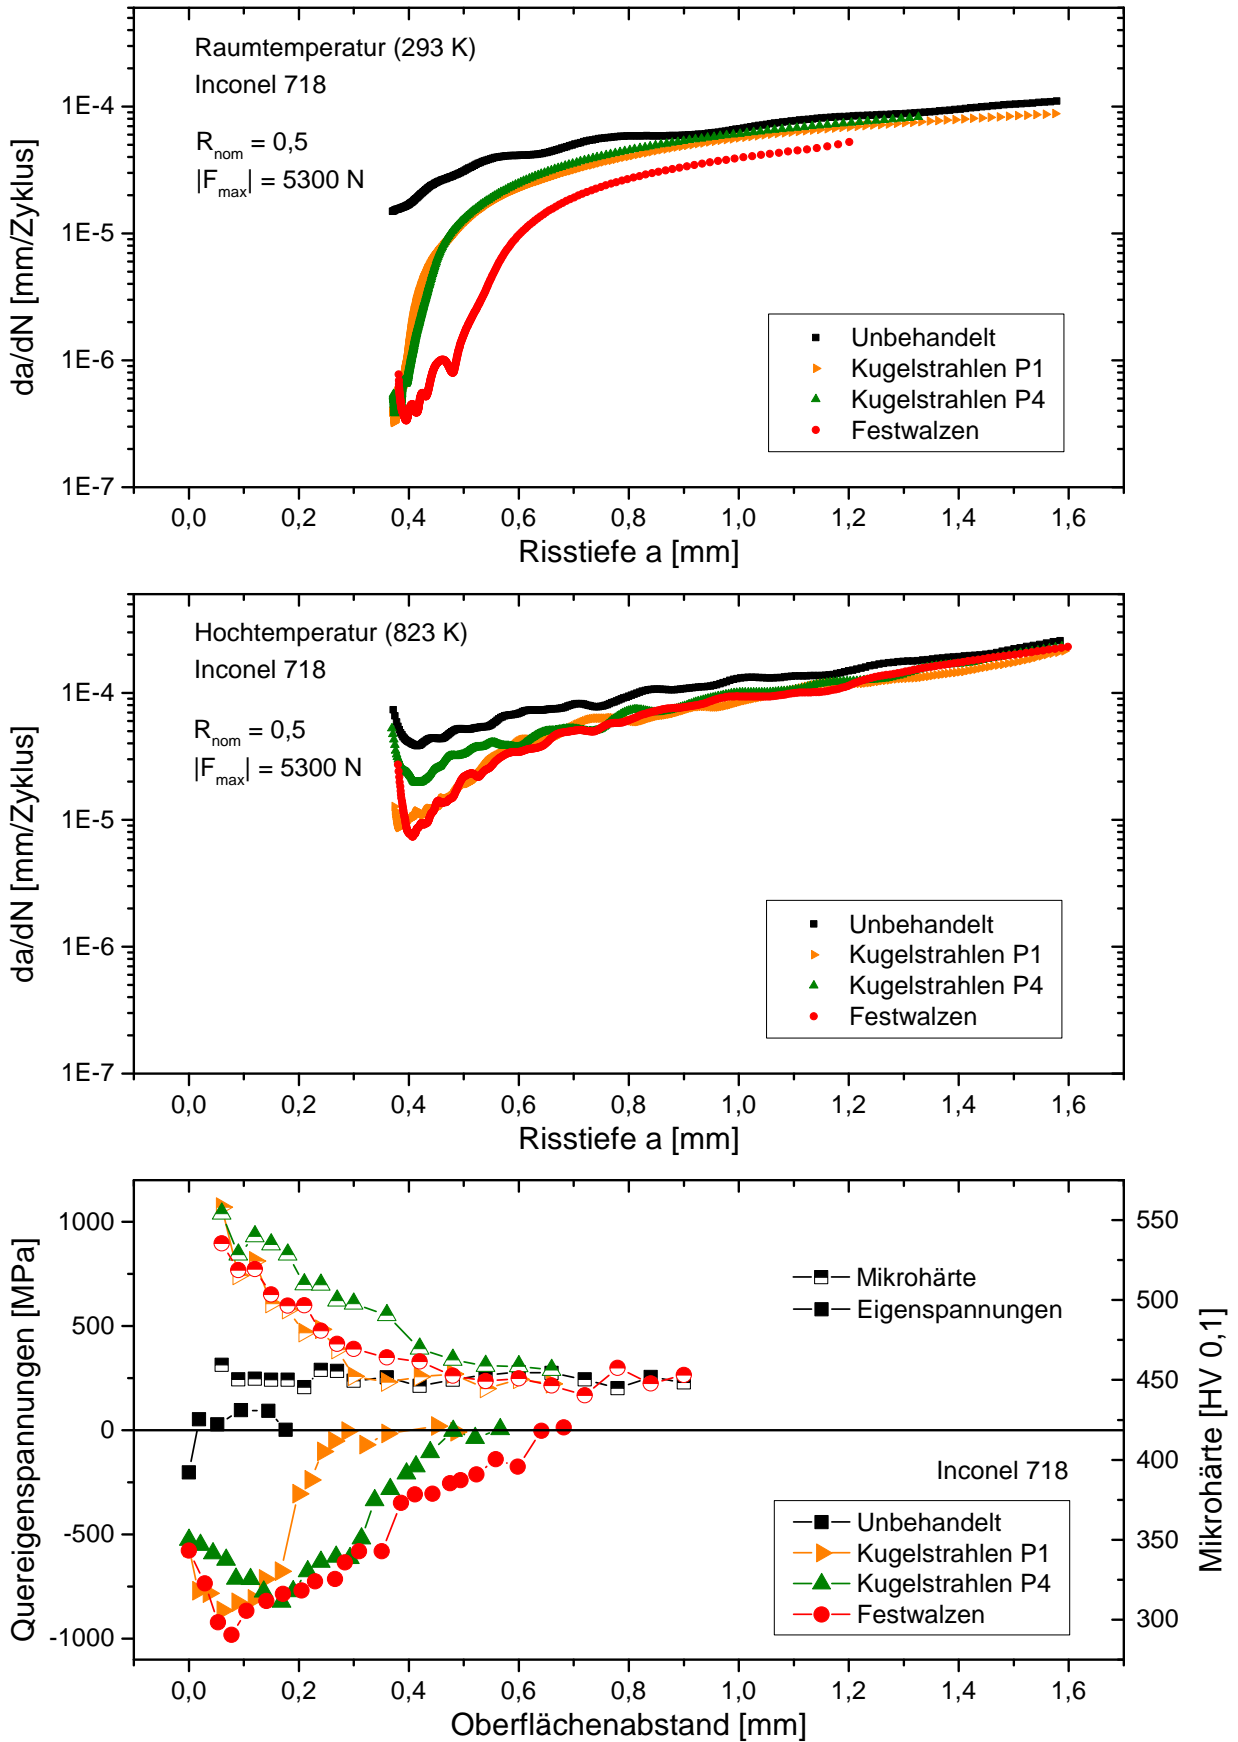 Raumtemperatur (293 K)
Inconel 718
R_nom = 0,5
|F_max| = 5300 N
1E-4
1E-5
1E-6
1E-7
da/dN [mm/Zyklus]
Unbehandelt
Kugelstrahlen P1
Kugelstrahlen P4
Festwalzen
0,0 0,2 0,4 0,6 0,8 1,0 1,2 1,4 1,6
Risstiefe a [mm]
Hochtemperatur (823 K)
Inconel 718
R_nom = 0,5
|F_max| = 5300 N
1E-4
1E-5
1E-6
1E-7
da/dN [mm/Zyklus]
Unbehandelt
Kugelstrahlen P1
Kugelstrahlen P4
Festwalzen
0,0 0,2 0,4 0,6 0,8 1,0 1,2 1,4 1,6
Risstiefe a [mm]
1000
500
0
-500
-1000
Quereigenspannungen [MPa]
Mikrohärte
Eigenspannungen
Inconel 718
Unbehandelt
Kugelstrahlen P1
Kugelstrahlen P4
Festwalzen
550
500
450
400
350
300
Mikrohärte [HV 0,1]
0,0 0,2 0,4 0,6 0,8 1,0 1,2 1,4 1,6
Oberflächenabstand [mm]